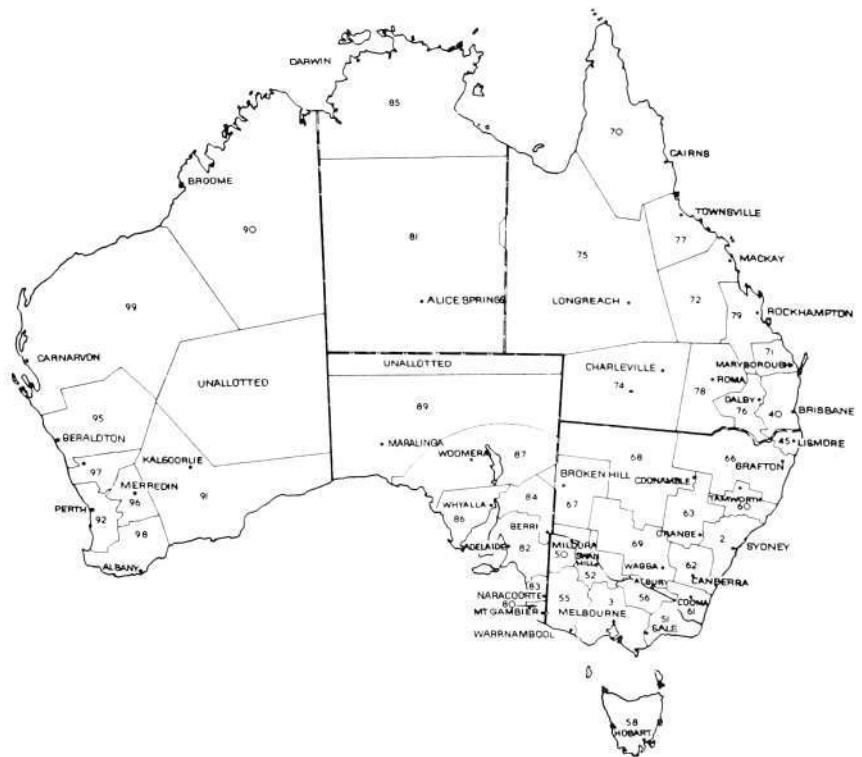 DARWIN
85
70
CAIRNS
BROOME
TOWNSVILLE
90
81
75
77
MACKAY
99
ALICE SPRINGS
LONGREACH
72
79
ROCKHAMPTON
CARNARVON
UNALLOTTED
UNALLOTTED
CHARLEVILLE
74
71
MARYBOROUGH
78
ROMA
DALBY
76
40
BRISBANE
95
89
GERALDTON
MARALINGA
WOOMERA
87
68
66
45
LISMORE
GRAFTON
97
KALGOORLIE
BROKEN HILL
COONAMBLE
TAMWORTH
60
MERREDIN
96
91
84
67
63
PERTH
92
WHYALLA
86
BERRI
ORANGE
2
SYDNEY
98
ADELAIDE
82
MILDURA
50
SWAN
HILL
69
WAGGA
62
ALBANY
83
52
ALBURY
CANBERRA
NARACOORTE
80
55
3
56
COOMA
61
MT GAMBIER
MELBOURNE
51
SALE
WARRNAMBOOL
58
HOBART